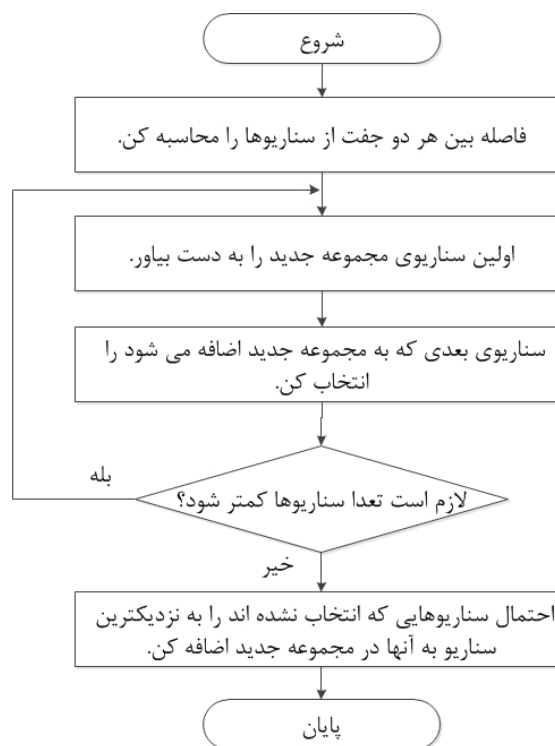 شروع
فاصله بین هر دو جفت از سناریوها را محاسبه کن.
اولین سناریوی مجموعه جدید را به دست بیاور.
سناریوی بعدی که به مجموعه جدید اضافه می شود را
انتخاب کن.
بله
لازم است تعدا سناریوها کمتر شود؟
خیر
احتمال سناریوهایی که انتخاب نشده اند را به نزدیکترین
سناریو به آنها در مجموعه جدید اضافه کن.
پایان